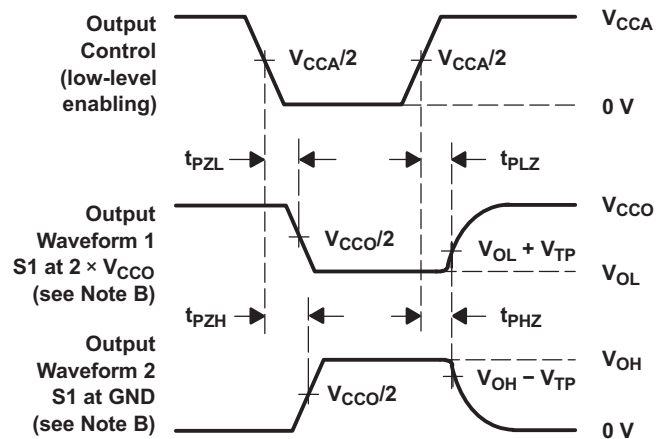 Output
Control
(low-level
enabling)
V_CCA/2
V_CCA/2
V_CCA
0 V
t_PZL
t_PLZ
Output
Waveform 1
S1 at 2 × V_CCO
(see Note B)
V_CCO/2
V_CCO
V_OL + V_TP
V_OL
t_PZH
t_PHZ
Output
Waveform 2
S1 at GND
(see Note B)
V_CCO/2
V_OH
V_OH − V_TP
0 V